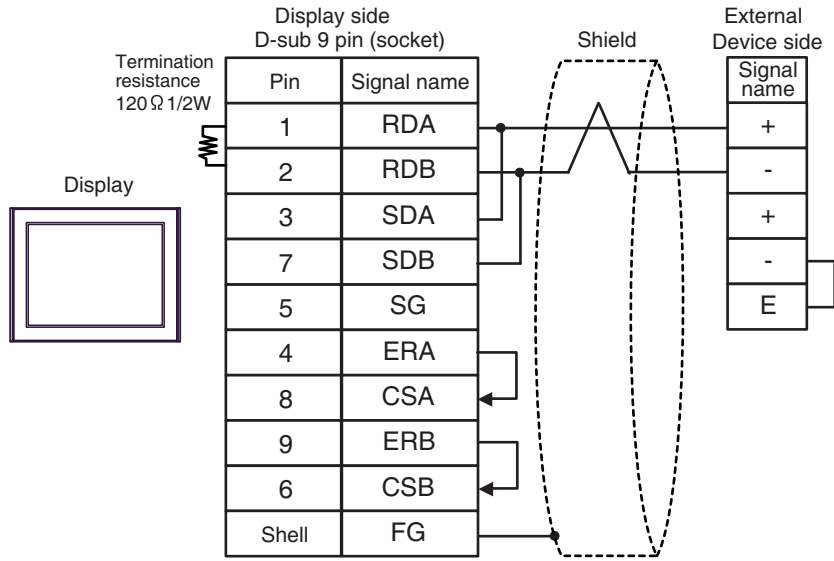 Display side
D-sub 9 pin (socket)
Shield
External
Device side
Termination
resistance
120Ω1/2W
Pin
Signal name
Signal
name
1
RDA
+
2
RDB
-
Display
3
SDA
+
7
SDB
-
5
SG
E
4
ERA
8
CSA
9
ERB
6
CSB
Shell
FG